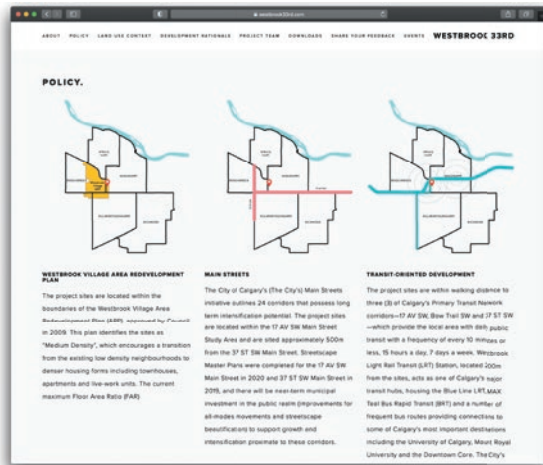 westbrook33rd.com
ABOUT POLICY LAND USE CONTEXT DEVELOPMENT RATIONALE PROJECT TEAM DOWNLOADS SHARE YOUR FEEDBACK EVENTS WESTBROOK 33RD
POLICY.
WESTBROOK VILLAGE AREA REDEVELOPMENT
PLAN
The project sites are located within the
boundaries of the Westbrook Village Area
Redevelopment Plan (ARP), approved by Council
in 2009. This plan identifies the sites as
"Medium Density", which encourages a transition
from the existing low density neighbourhoods to
denser housing forms including townhouses,
apartments and live-work units. The current
maximum Floor Area Ratio (FAR)
MAIN STREETS
The City of Calgary's (The City's) Main Streets
initiative outlines 24 corridors that possess long
term intensification potential. The project sites
are located within the 17 AV SW Main Street
Study Area and are sited approximately 500m
from the 37 ST SW Main Street. Streetscape
Master Plans were completed for the 17 AV SW
Main Street in 2020 and 37 ST SW Main Street in
2019, and there will be near-term municipal
investment in the public realm (improvements for
all-modes movements and streetscape
beautification) to support growth and
intensification proximate to these corridors.
TRANSIT-ORIENTED DEVELOPMENT
The project sites are within walking distance to
three (3) of Calgary's Primary Transit Network
corridors—17 AV SW, Bow Trail SW and 37 ST SW
—which provide the local area with daily public
transit with a frequency of every 10 minutes or
less, 15 hours a day, 7 days a week. Westbrook
Light Rail Transit (LRT) Station, located 200m
from the sites, acts as one of Calgary's major
transit hubs, housing the Blue Line LRT, MAX
Teal Bus Rapid Transit (BRT) and a number of
frequent bus routes providing connections to
some of Calgary's most important destinations
including the University of Calgary, Mount Royal
University and the Downtown Core. The City's